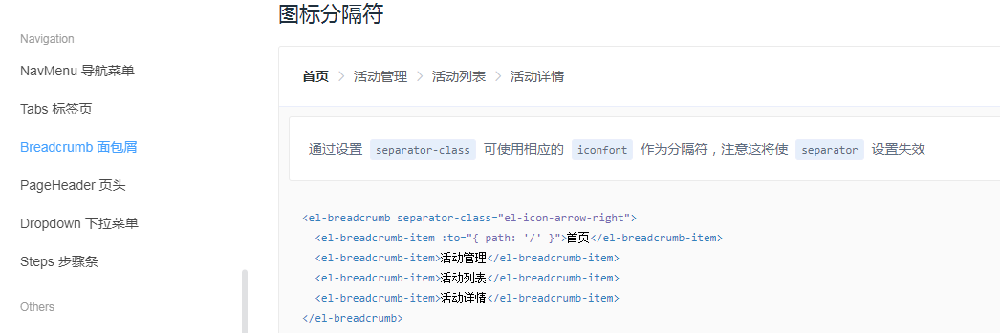 图标分隔符
Navigation
NavMenu 导航菜单
Tabs 标签页
Breadcrumb 面包屑
PageHeader 页头
Dropdown 下拉菜单
Steps 步骤条
Others
首页 > 活动管理 > 活动列表 > 活动详情
通过设置 separator-class 可使用相应的 iconfont 作为分隔符，注意这将使 separator 设置失效
<el-breadcrumb separator-class="el-icon-arrow-right">
  <el-breadcrumb-item :to="{ path: '/' }">首页</el-breadcrumb-item>
  <el-breadcrumb-item>活动管理</el-breadcrumb-item>
  <el-breadcrumb-item>活动列表</el-breadcrumb-item>
  <el-breadcrumb-item>活动详情</el-breadcrumb-item>
</el-breadcrumb>